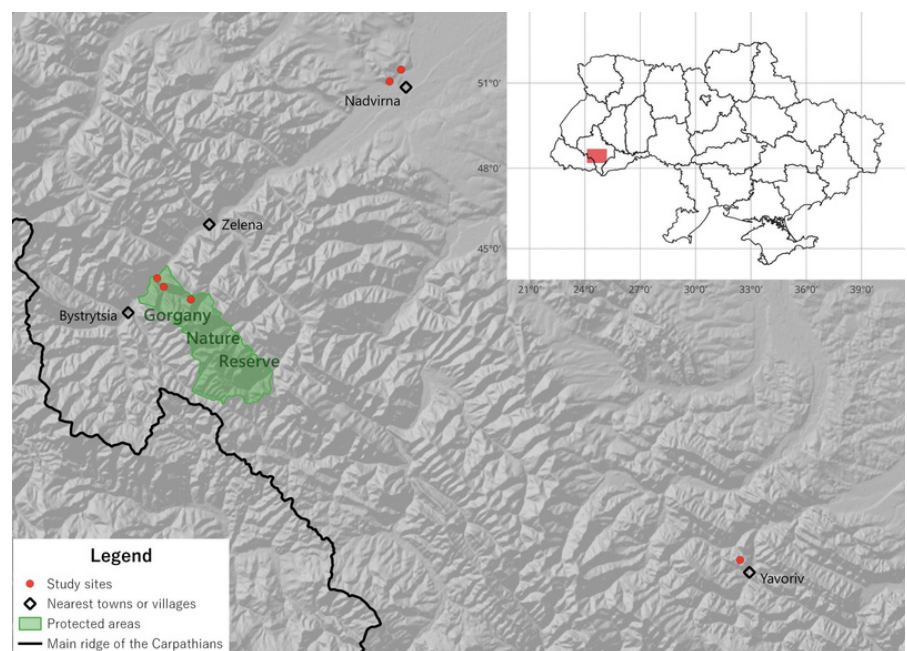 Nadvirna
Zelena
Bystrytsia
Gorgany
Nature
Reserve
Yavoriv
51°0'
48°0'
45°0'
21°0' 24°0' 27°0' 30°0' 33°0' 36°0' 39°0'
Legend
Study sites
Nearest towns or villages
Protected areas
Main ridge of the Carpathians